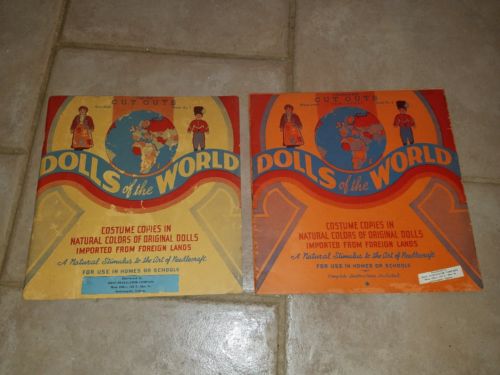 CUT OUTS
DOLLS of the WORLD
COSTUME COPIES IN
NATURAL COLORS OF ORIGINAL DOLLS
IMPORTED FROM FOREIGN LANDS
A Natural Stimulus to the Art of Needlecraft
FOR USE IN HOMES OR SCHOOLS
CUT OUTS
DOLLS of the WORLD
COSTUME COPIES IN
NATURAL COLORS OF ORIGINAL DOLLS
IMPORTED FROM FOREIGN LANDS
A Natural Stimulus to the Art of Needlecraft
FOR USE IN HOMES OR SCHOOLS